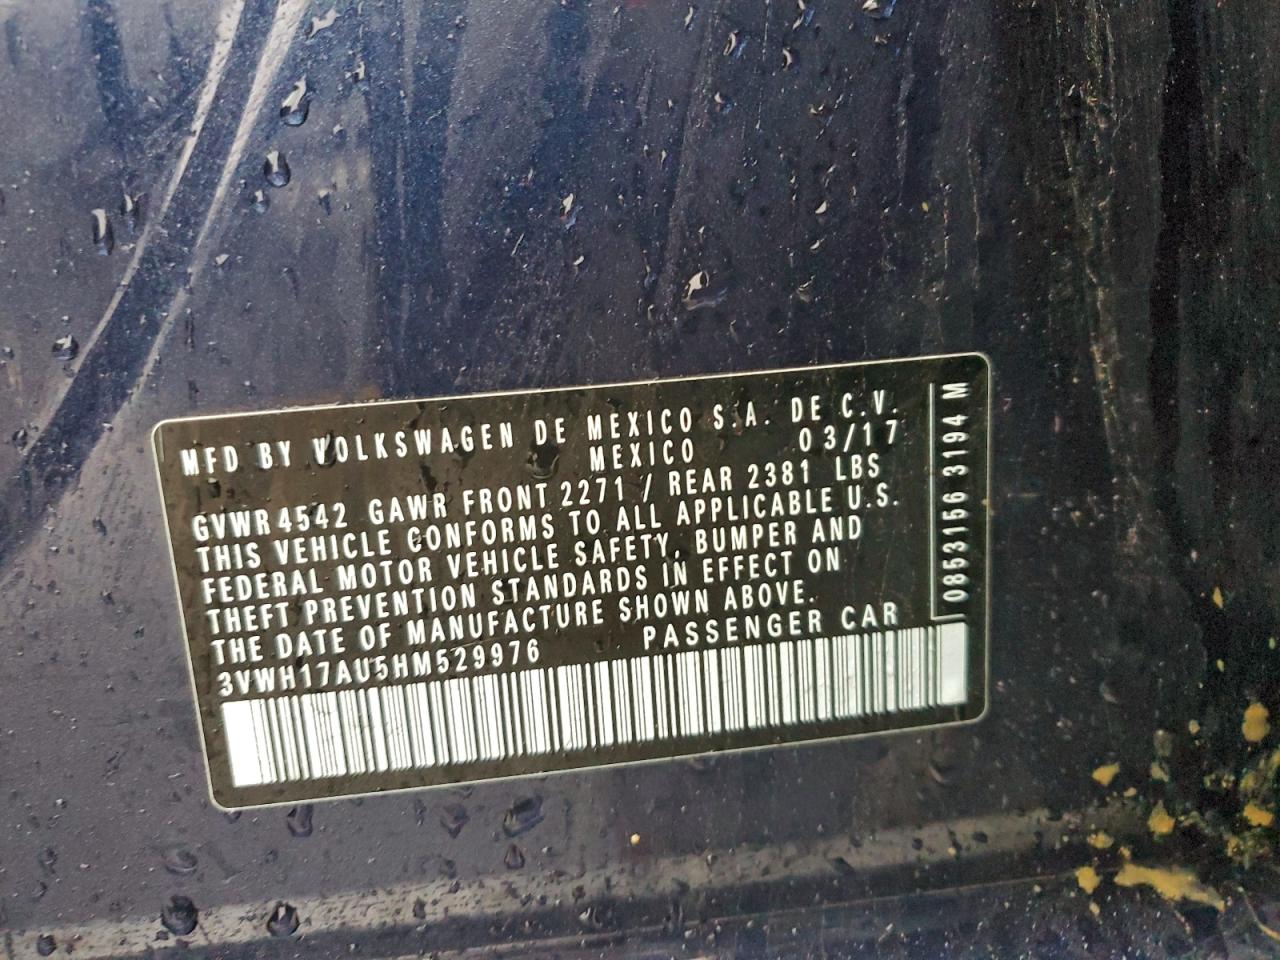 MFD BY VOLKSWAGEN DE MEXICO S.A. DE C.V.
MEXICO 03/17
GVWR 4542 GAWR FRONT 2271 / REAR 2381 LBS
THIS VEHICLE CONFORMS TO ALL APPLICABLE U.S.
FEDERAL MOTOR VEHICLE SAFETY, BUMPER AND
THEFT PREVENTION STANDARDS IN EFFECT ON
THE DATE OF MANUFACTURE SHOWN ABOVE.
3VWH17AU5HM529976 PASSENGER CAR
0853156 3194 M